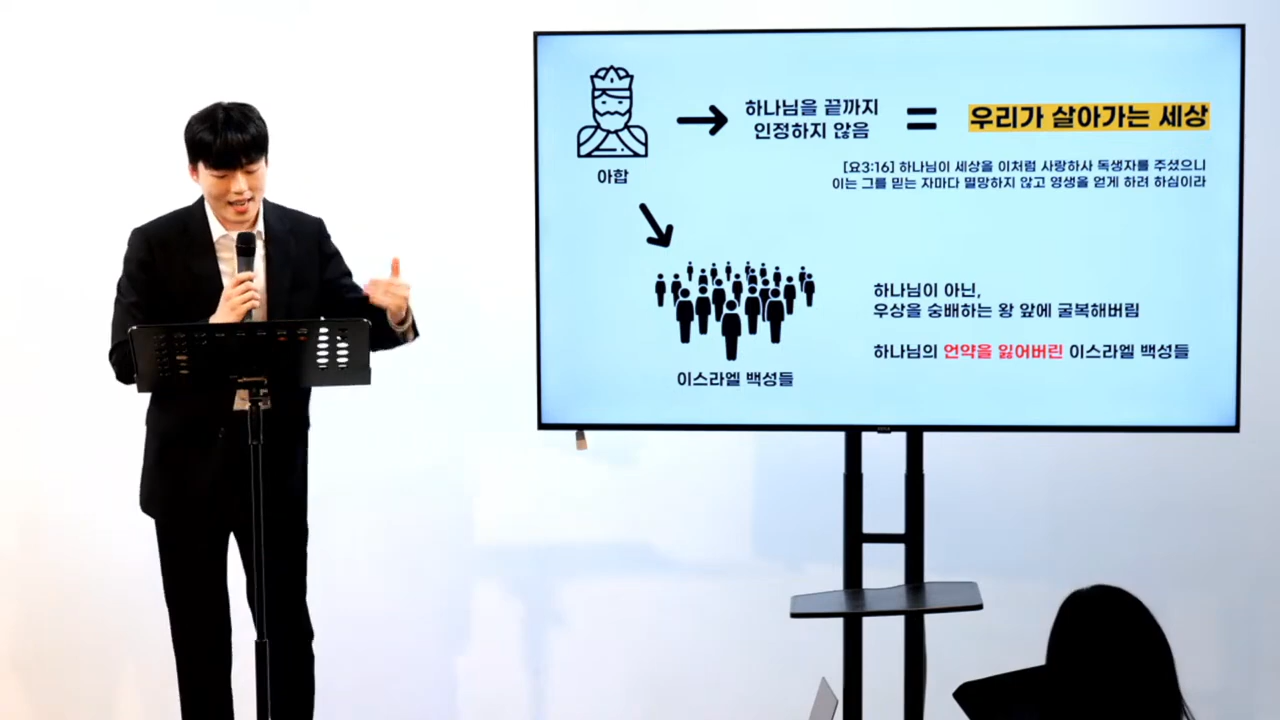 하나님을 끝까지
인정하지 않음
=
우리가 살아가는 세상
아합
[요3:16] 하나님이 세상을 이처럼 사랑하사 독생자를 주셨으니
이는 그를 믿는 자마다 멸망하지 않고 영생을 얻게 하려 하심이라
하나님이 아닌,
우상을 숭배하는 왕 앞에 굴복해버림
하나님의 언약을 잃어버린 이스라엘 백성들
이스라엘 백성들